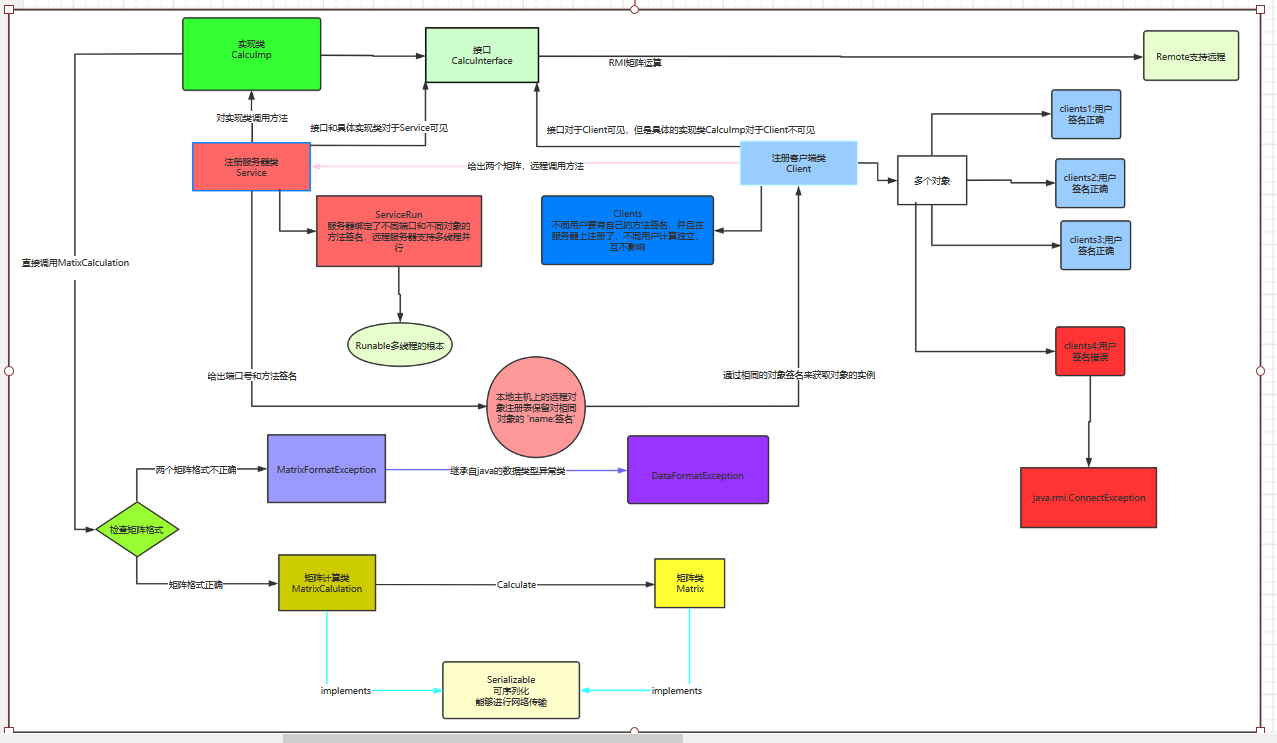 实现类
CalcuImp
接口
CalcuInterface
RMI矩阵运算
Remote支持远程
对实现类调用方法
接口和具体实现类对于Service可见
接口对于Client可见，但是具体的实现类CalcuImp对于Client不可见
clients1:用户
签名正确
注册服务器类
Service
给出两个矩阵，远程调用方法
注册客户端类
Client
多个对象
clients2:用户
签名正确
ServiceRun
服务器绑定了不同端口和不同对象的
方法签名，远程服务器支持多线程并
行
Clients
不同用户要有自己的方法签名，并且在
服务器上注册了，不同用户计算独立，
互不影响
clients3:用户
签名正确
直接调用MatixCalculation
Runable多线程的根本
clients4:用户
签名错误
给出端口号和方法签名
通过相同的对象签名来获取对象的实例
本地主机上的远程对
象注册表保留对相同
对象的 'name:签名'
两个矩阵格式不正确
MatrixFormatException
继承自java的数据类型异常类
DataFormatException
java.rmi.ConnectException
检查矩阵格式
矩阵格式正确
矩阵计算类
MatrixCalulation
Calculate
矩阵类
Matrix
implements
Serializable
可序列化
能够进行网络传输
implements